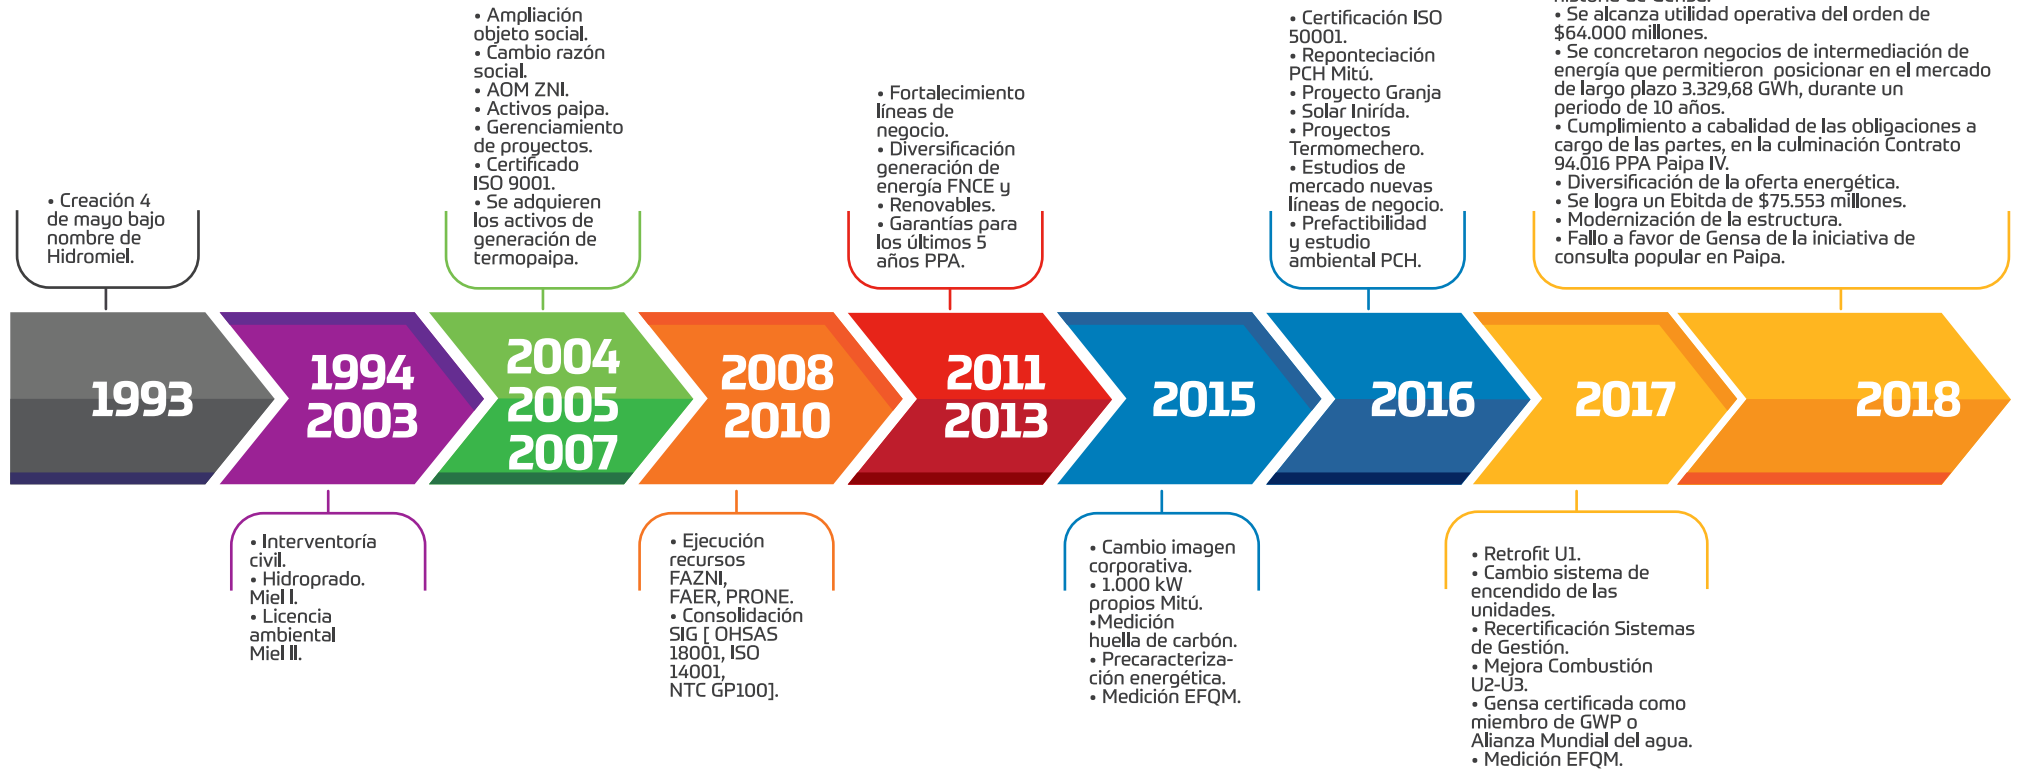 • Creación 4
de mayo bajo
nombre de
Hidromiel.
• Ampliación
objeto social.
• Cambio razón
social.
• AOM ZNI.
• Activos paipa.
• Gerenciamiento
de proyectos.
• Certificado
ISO 9001.
• Se adquieren
los activos de
generación de
termopaipa.
• Fortalecimiento
líneas de
negocio.
• Diversificación
generación de
energía FNCE y
• Renovables.
• Garantías para
los últimos 5
años PPA.
• Certificación ISO
50001.
• Reponteciación
PCH Mitú.
• Proyecto Granja
• Solar Inírida.
• Proyectos
Termomechero.
• Estudios de
mercado nuevas
líneas de negocio.
• Prefactibilidad
y estudio
ambiental PCH.
historia de Gensa.
• Se alcanza utilidad operativa del orden de
$64.000 millones.
• Se concretaron negocios de intermediación de
energía que permitieron posicionar en el mercado
de largo plazo 3.329,68 GWh, durante un
periodo de 10 años.
• Cumplimiento a cabalidad de las obligaciones a
cargo de las partes, en la culminación Contrato
94.016 PPA Paipa IV.
• Diversificación de la oferta energética.
• Se logra un Ebitda de $75.553 millones.
• Modernización de la estructura.
• Fallo a favor de Gensa de la iniciativa de
consulta popular en Paipa.
1993
1994
2003
2004
2005
2007
2008
2010
2011
2013
2015
2016
2017
2018
• Interventoría
civil.
• Hidroprado.
Miel I.
• Licencia
ambiental
Miel II.
• Ejecución
recursos
FAZNI,
FAER, PRONE.
• Consolidación
SIG [ OHSAS
18001, ISO
14001,
NTC GP100].
• Cambio imagen
corporativa.
• 1.000 kW
propios Mitú.
•Medición
huella de carbón.
• Precaracteriza-
ción energética.
• Medición EFQM.
• Retrofit U1.
• Cambio sistema de
encendido de las
unidades.
• Recertificación Sistemas
de Gestión.
• Mejora Combustión
U2-U3.
• Gensa certificada como
miembro de GWP o
Alianza Mundial del agua.
• Medición EFQM.